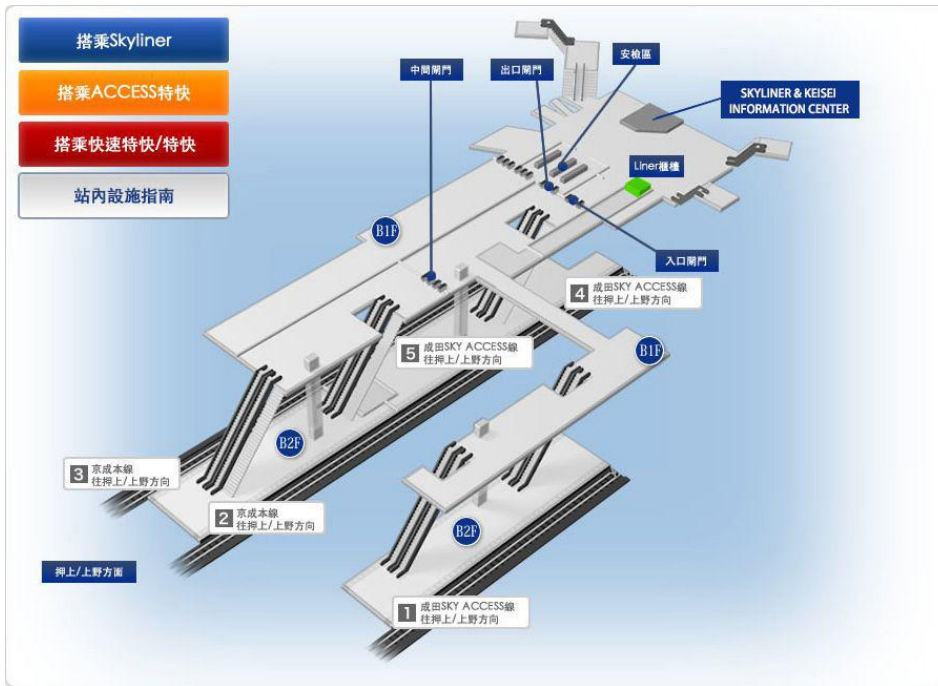 搭乘Skyliner
搭乘ACCESS特快
搭乘快速特快/特快
站內設施指南
中間閘門
出口閘門
安檢區
SKYLINER & KEISEI
INFORMATION CENTER
Liner櫃檯
入口閘門
B1F
4 成田SKY ACCESS線
往押上/上野方向
5 成田SKY ACCESS線
往押上/上野方向
B1F
B2F
3 京成本線
往押上/上野方向
2 京成本線
往押上/上野方向
B2F
押上/上野方面
1 成田SKY ACCESS線
往押上/上野方向